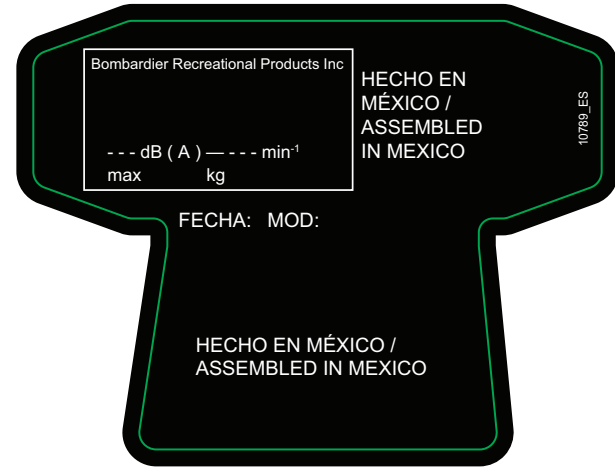 Bombardier Recreational Products Inc
- - - dB ( A ) — - - - min-1
max kg
HECHO EN
MÉXICO /
ASSEMBLED
IN MEXICO
10789_ES
FECHA: MOD:
HECHO EN MÉXICO /
ASSEMBLED IN MEXICO